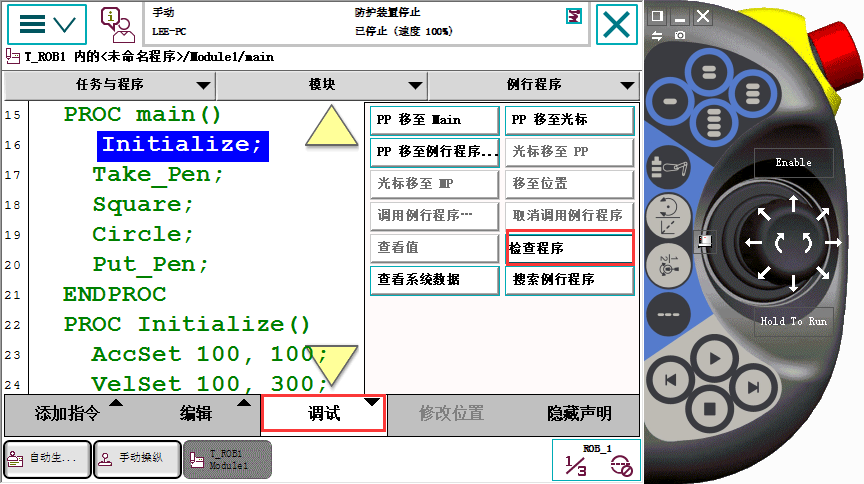 手动
防护装置停止
LEE-PC
已停止 (速度 100%)
T_ROB1 内的<未命名程序>/Module1/main
任务与程序
模块
例行程序
15 PROC main()
16 Initialize;
17 Take_Pen;
18 Square;
19 Circle;
20 Put_Pen;
21 ENDPROC
22 PROC Initialize()
23 AccSet 100, 100;
24 VelSet 100, 300;
PP 移至 Main
PP 移至光标
PP 移至例行程序...
光标移至 PP
光标移至 MP
移至位置
调用例行程序…
取消调用例行程序
查看值
检查程序
查看系统数据
搜索例行程序
添加指令
编辑
调试
修改位置
隐藏声明
自动生...
手动操纵
T_ROB1
Module1
ROB_1
1/3
Enable
Hold To Run